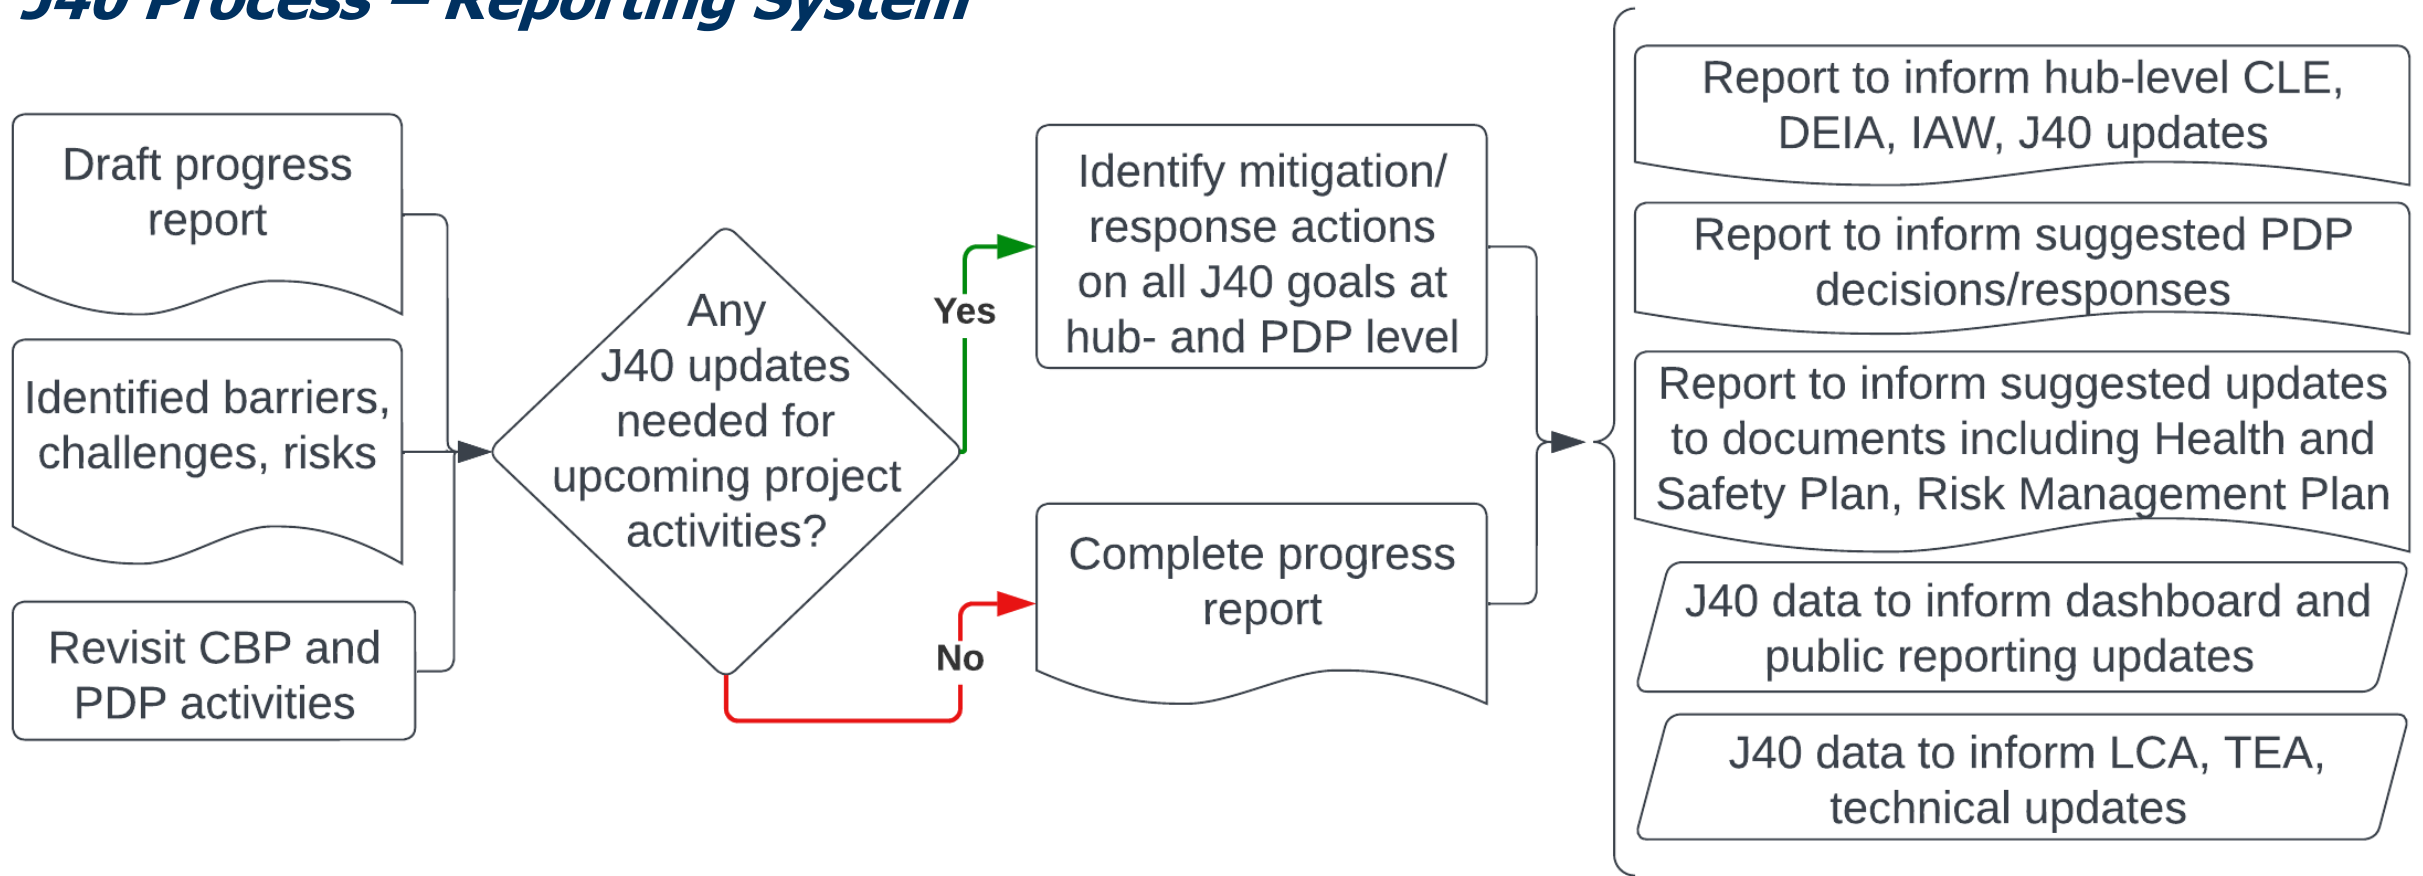 J40 Process – Reporting System
Draft progress
report
Identified barriers,
challenges, risks
Revisit CBP and
PDP activities
Any
J40 updates
needed for
upcoming project
activities?
Yes
No
Identify mitigation/
response actions
on all J40 goals at
hub- and PDP level
Complete progress
report
Report to inform hub-level CLE,
DEIA, IAW, J40 updates
Report to inform suggested PDP
decisions/responses
Report to inform suggested updates
to documents including Health and
Safety Plan, Risk Management Plan
J40 data to inform dashboard and
public reporting updates
J40 data to inform LCA, TEA,
technical updates